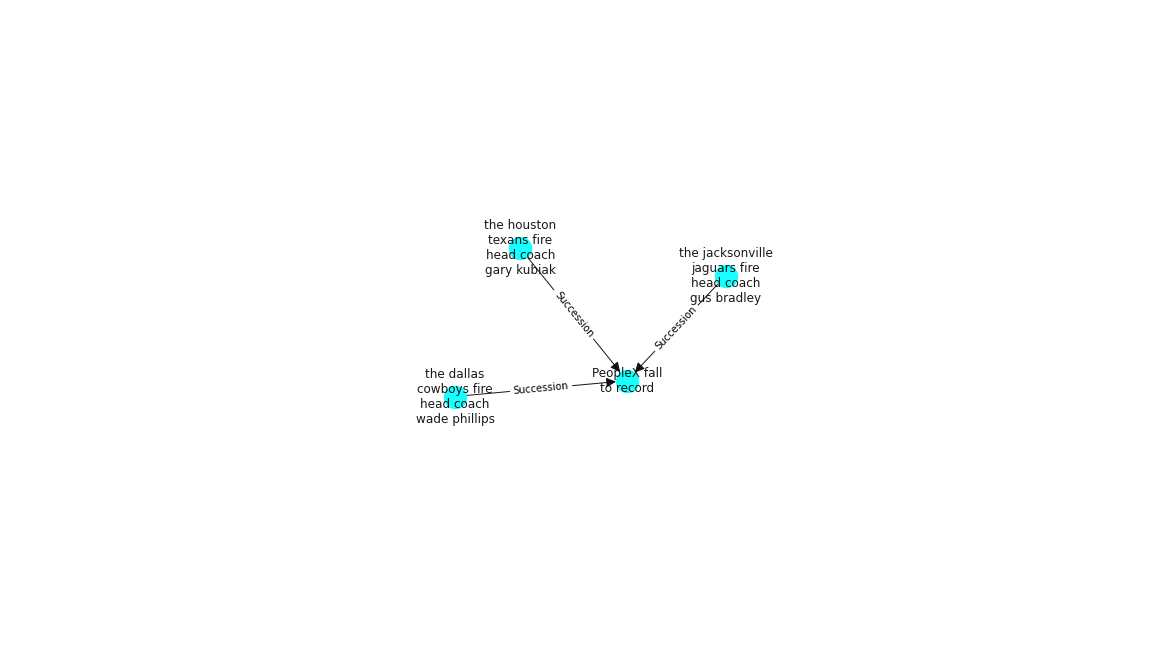 the houston
texans fire
head coach
gary kubiak
the jacksonville
jaguars fire
head coach
gus bradley
Succession
Succession
PeopleX fall
to record
the dallas
cowboys fire
head coach
wade phillips
Succession